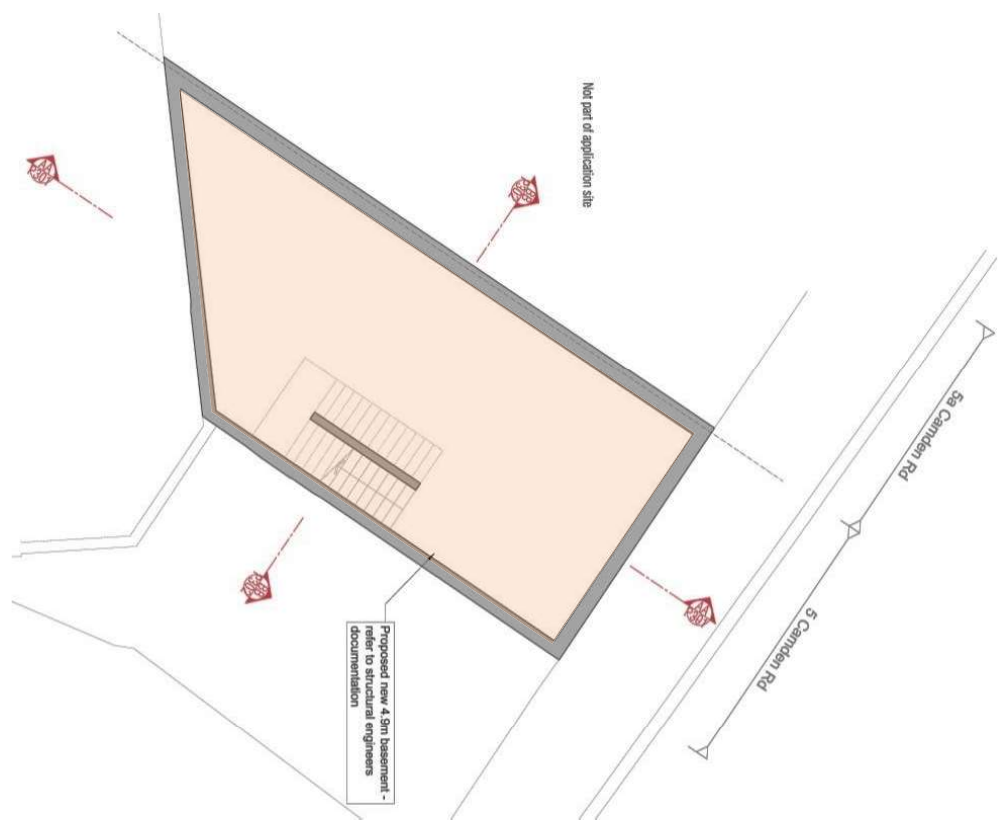 Not part of application site
5a Camden Rd
5 Camden Rd
Proposed new 4.9m basement -
refer to structural engineers
documentation